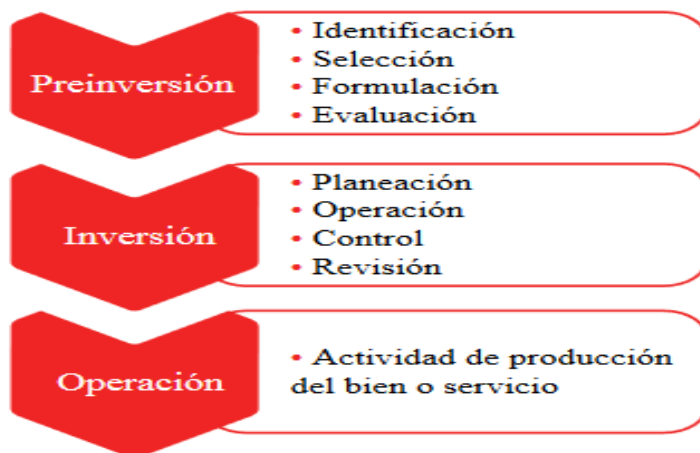 Preinversión
• Identificación
• Selección
• Formulación
• Evaluación
Inversión
• Planeación
• Operación
• Control
• Revisión
Operación
• Actividad de producción
del bien o servicio